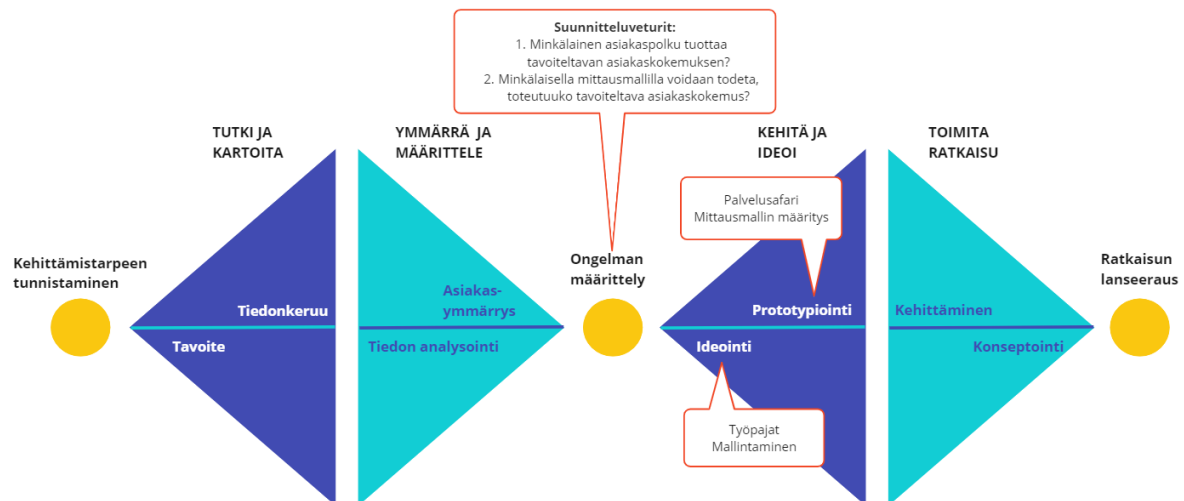 Suunnitteluveturit:
1. Minkälainen asiakaspolku tuottaa
tavoiteltavan asiakaskokemuksen?
2. Minkälaisella mittausmallilla voidaan todeta,
toteutuuko tavoiteltava asiakaskokemus?
TUTKI JA
KARTOITA
YMMÄRRÄ JA
MÄÄRITTELE
KEHITÄ JA
IDEOI
TOIMITA
RATKAISU
Palvelusafari
Mittausmallin määritys
Kehittämistarpeen
tunnistaminen
Ongelman
määrittely
Ratkaisun
lanseeraus
Tiedonkeruu
Asiakas-
ymmärrys
Prototypiointi
Kehittäminen
Tavoite
Tiedon analysointi
Ideointi
Konseptointi
Työpajat
Mallintaminen